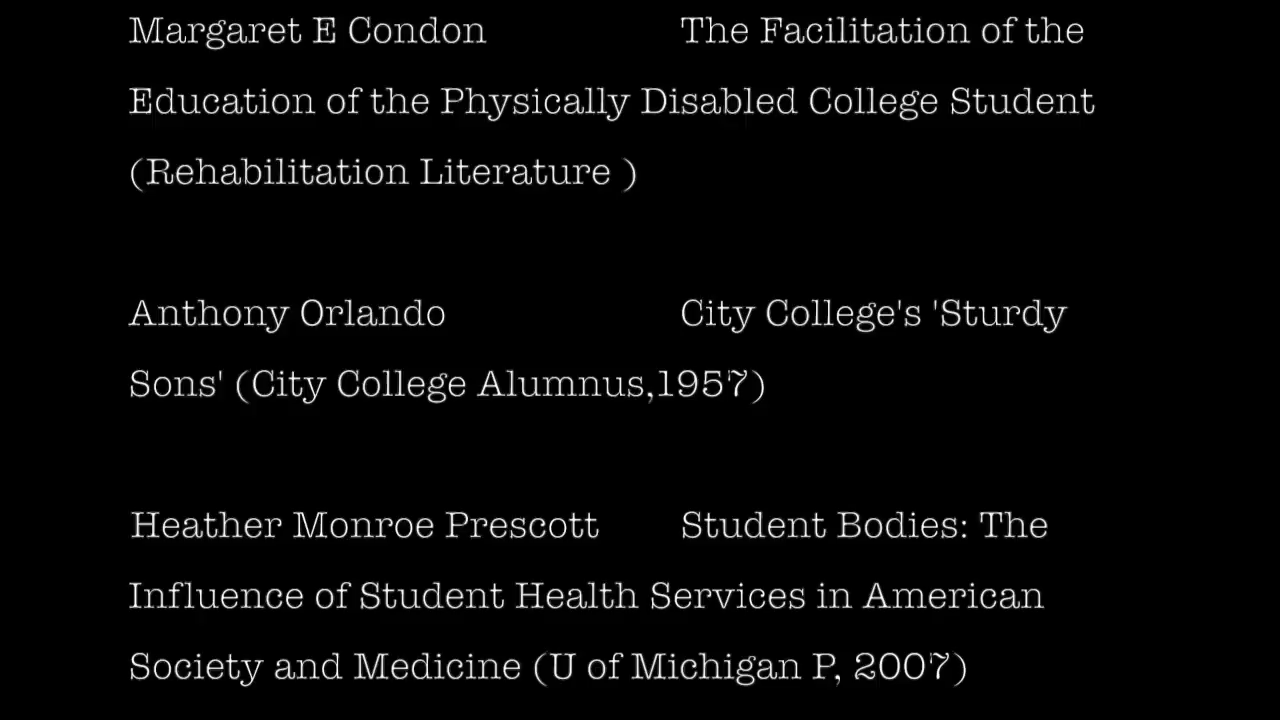 Margaret E Condon The Facilitation of the
Education of the Physically Disabled College Student
(Rehabilitation Literature )
Anthony Orlando City College's 'Sturdy
Sons' (City College Alumnus,1957)
Heather Monroe Prescott Student Bodies: The
Influence of Student Health Services in American
Society and Medicine (U of Michigan P, 2007)